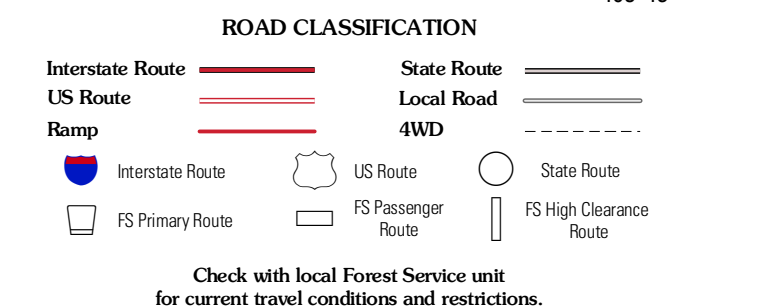 ROAD CLASSIFICATION
Interstate Route
State Route
US Route
Local Road
Ramp
4WD
Interstate Route
US Route
State Route
FS Primary Route
FS Passenger
Route
FS High Clearance
Route
Check with local Forest Service unit
for current travel conditions and restrictions.